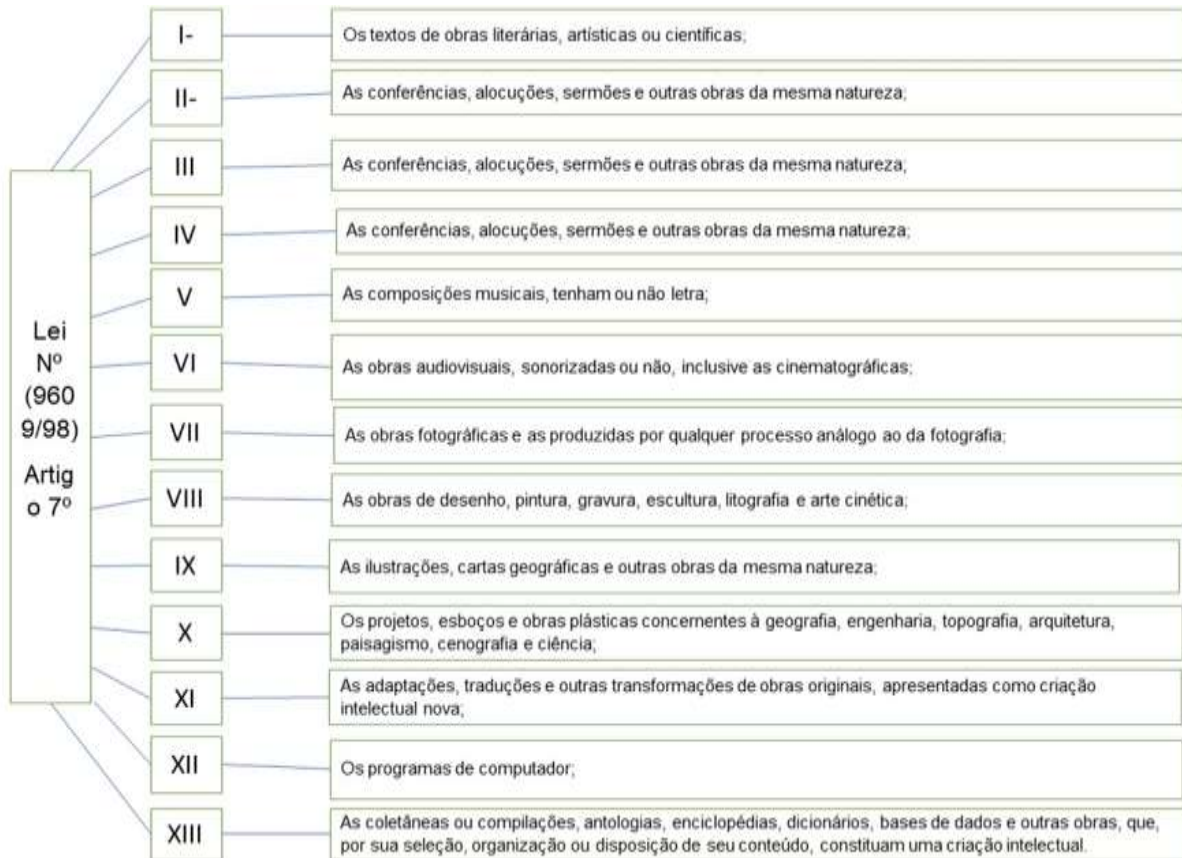 Lei
Nº
(960
9/98)
Artig
o 7º
I-
Os textos de obras literárias, artísticas ou científicas;
II-
As conferências, alocuções, sermões e outras obras da mesma natureza;
III
As conferências, alocuções, sermões e outras obras da mesma natureza;
IV
As conferências, alocuções, sermões e outras obras da mesma natureza;
V
As composições musicais, tenham ou não letra;
VI
As obras audiovisuais, sonorizadas ou não, inclusive as cinematográficas;
VII
As obras fotográficas e as produzidas por qualquer processo análogo ao da fotografia;
VIII
As obras de desenho, pintura, gravura, escultura, litografia e arte cinética;
IX
As ilustrações, cartas geográficas e outras obras da mesma natureza;
X
Os projetos, esboços e obras plásticas concernentes à geografia, engenharia, topografia, arquitetura,
paisagismo, cenografia e ciência;
XI
As adaptações, traduções e outras transformações de obras originais, apresentadas como criação
intelectual nova;
XII
Os programas de computador;
XIII
As coletâneas ou compilações, antologias, enciclopédias, dicionários, bases de dados e outras obras, que,
por sua seleção, organização ou disposição de seu conteúdo, constituam uma criação intelectual.